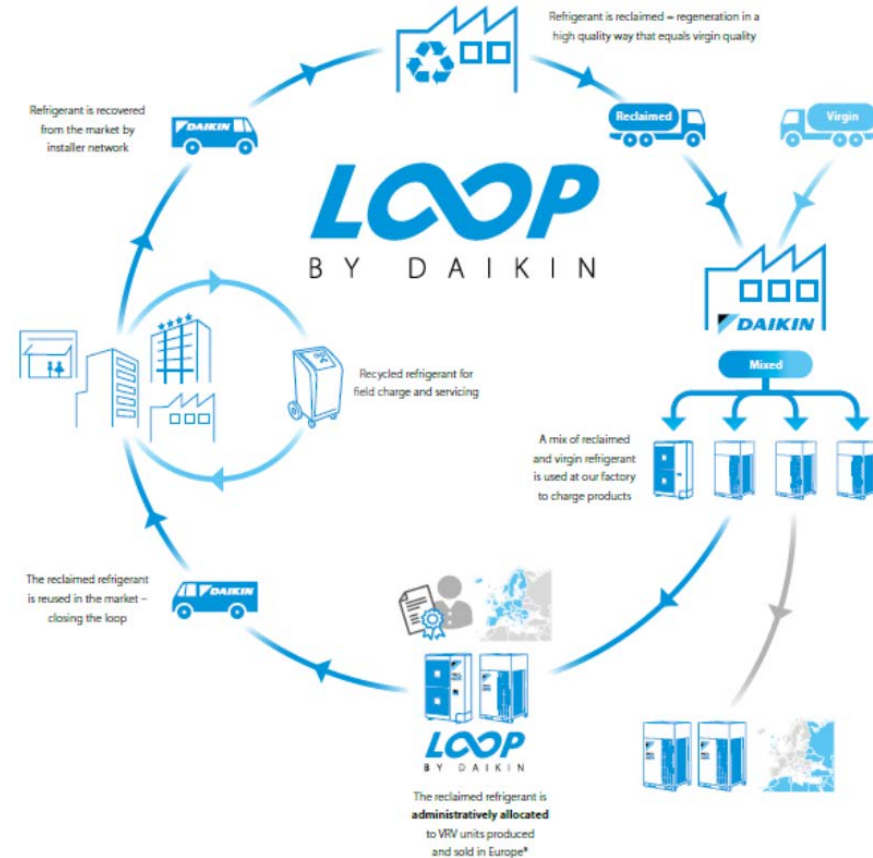 Refrigerant is reclaimed = regeneration in a
high quality way that equals virgin quality
Refrigerant is recovered
from the market by
installer network
DAIKIN
Reclaimed
Virgin
LOOP
BY DAIKIN
DAIKIN
Mixed
Recycled refrigerant for
field charge and servicing
A mix of reclaimed
and virgin refrigerant
is used at our factory
to charge products
The reclaimed refrigerant
is reused in the market –
closing the loop
DAIKIN
LOOP
BY DAIKIN
The reclaimed refrigerant is
administratively allocated
to VRV units produced
and sold in Europe*